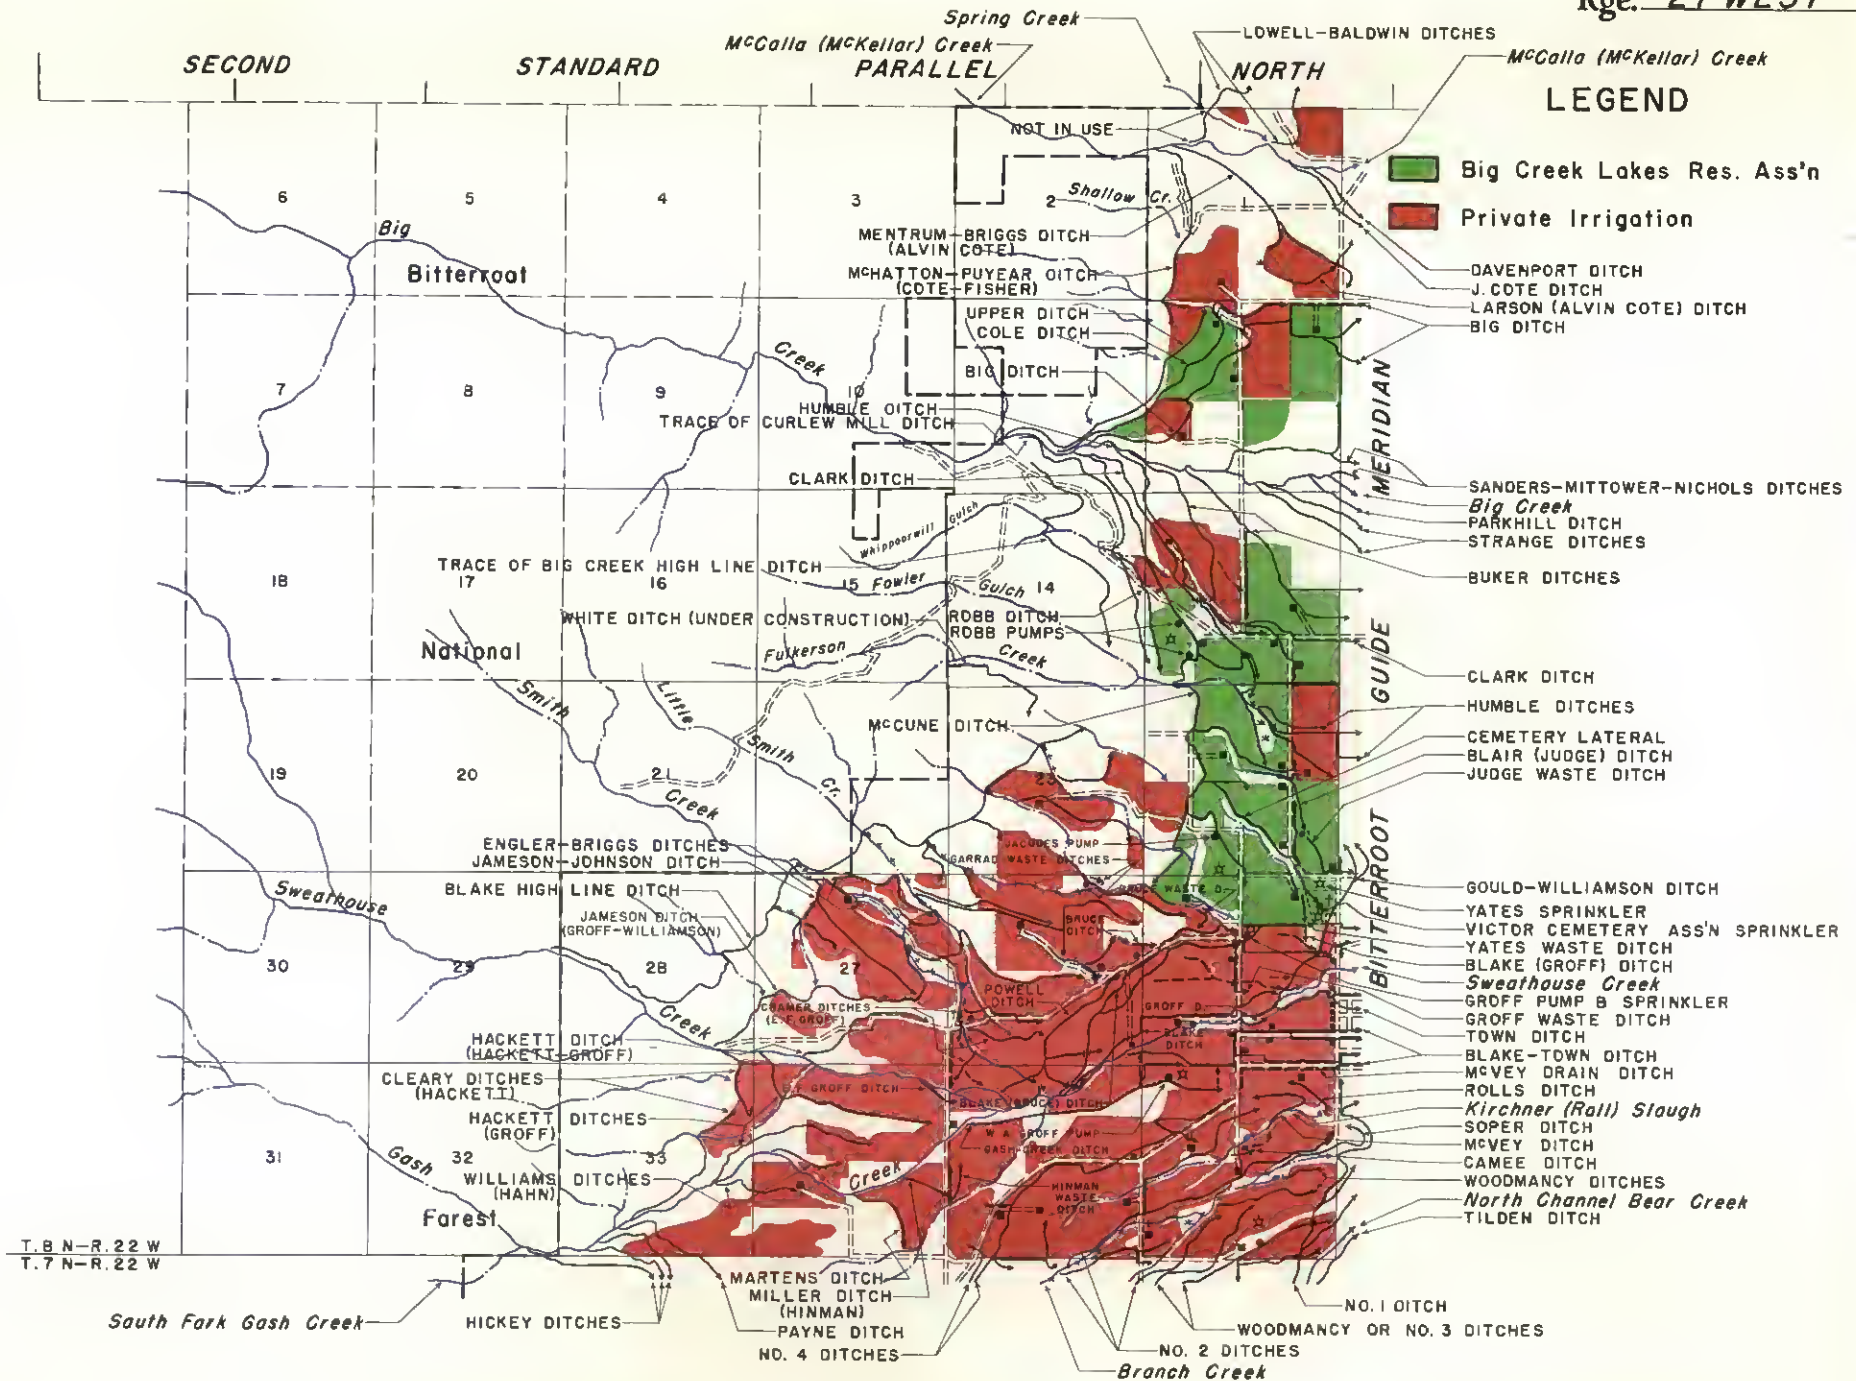 Rge. 21 WEST
Spring Creek
McCalla (McKellar) Creek
LOWELL-BALDWIN DITCHES
McCalla (McKellar) Creek
SECOND STANDARD PARALLEL NORTH
LEGEND
Big Creek Lakes Res. Ass'n
Private Irrigation
NOT IN USE
6
5
4
3
2
1
Shallow Cr.
Big
Bitterroot
MENTRUM-BRIGGS DITCH
(ALVIN COTE)
McHATTON-PUYEAR DITCH
(COTE-FISHER)
UPPER DITCH
COLE DITCH
BIG DITCH
DAVENPORT DITCH
J. COTE DITCH
LARSON (ALVIN COTE) DITCH
BIG DITCH
Creek
7
8
9
10
HUMBLE DITCH
TRACE OF CURLEW MILL DITCH
CLARK DITCH
MERIDIAN
SANDERS-MITTOWER-NICHOLS DITCHES
Big Creek
PARKHILL DITCH
STRANGE DITCHES
BUKER DITCHES
Whippoorwill Gulch
TRACE OF BIG CREEK HIGH LINE DITCH
18
17
16
15
Fowler
Gulch
14
WHITE DITCH (UNDER CONSTRUCTION)
ROBB DITCH
ROBB PUMPS
Fulkerson
Creek
National
GUIDE
CLARK DITCH
HUMBLE DITCHES
CEMETERY LATERAL
BLAIR (JUDGE) DITCH
JUDGE WASTE DITCH
Smith
Little
Smith
Cr.
McCUNE DITCH
19
20
21
23
Creek
ENGLER-BRIGGS DITCHES
JAMESON-JOHNSON DITCH
BLAKE HIGH LINE DITCH
JAMESON DITCH
(GROFF-WILLIAMSON)
JACQUES PUMP
GARRAD WASTE DITCHES
BRUCE WASTE D.
BRUCE
DITCH
BITTERROOT
GOULD-WILLIAMSON DITCH
YATES SPRINKLER
VICTOR CEMETERY ASS'N SPRINKLER
YATES WASTE DITCH
BLAKE (GROFF) DITCH
Sweathouse Creek
GROFF PUMP B SPRINKLER
GROFF WASTE DITCH
TOWN DITCH
BLAKE-TOWN DITCH
McVEY DRAIN DITCH
ROLLS DITCH
Kirchner (Rall) Slough
SOPER DITCH
McVEY DITCH
CAMEE DITCH
WOODMANCY DITCHES
North Channel Bear Creek
TILDEN DITCH
Sweathouse
30
29
28
27
CRAMER DITCHES
(E.F. GROFF)
POWELL
DITCH
GROFF D.
BLAKE
DITCH
Creek
HACKETT DITCH
(HACKETT-GROFF)
CLEARY DITCHES
(HACKETT)
HACKETT DITCHES
(GROFF)
E.F. GROFF DITCH
BLAKE (BRUCE) DITCH
W.A. GROFF PUMP
GASH CREEK DITCH
31
32
33
Gash
WILLIAMS DITCHES
(HAHN)
Creek
HINMAN
WASTE
DITCH
Forest
T.8 N-R.22 W
T.7 N-R.22 W
South Fork Gash Creek
HICKEY DITCHES
MARTENS DITCH
MILLER DITCH
(HINMAN)
PAYNE DITCH
NO. 4 DITCHES
NO. 1 DITCH
WOODMANCY OR NO. 3 DITCHES
NO. 2 DITCHES
Branch Creek